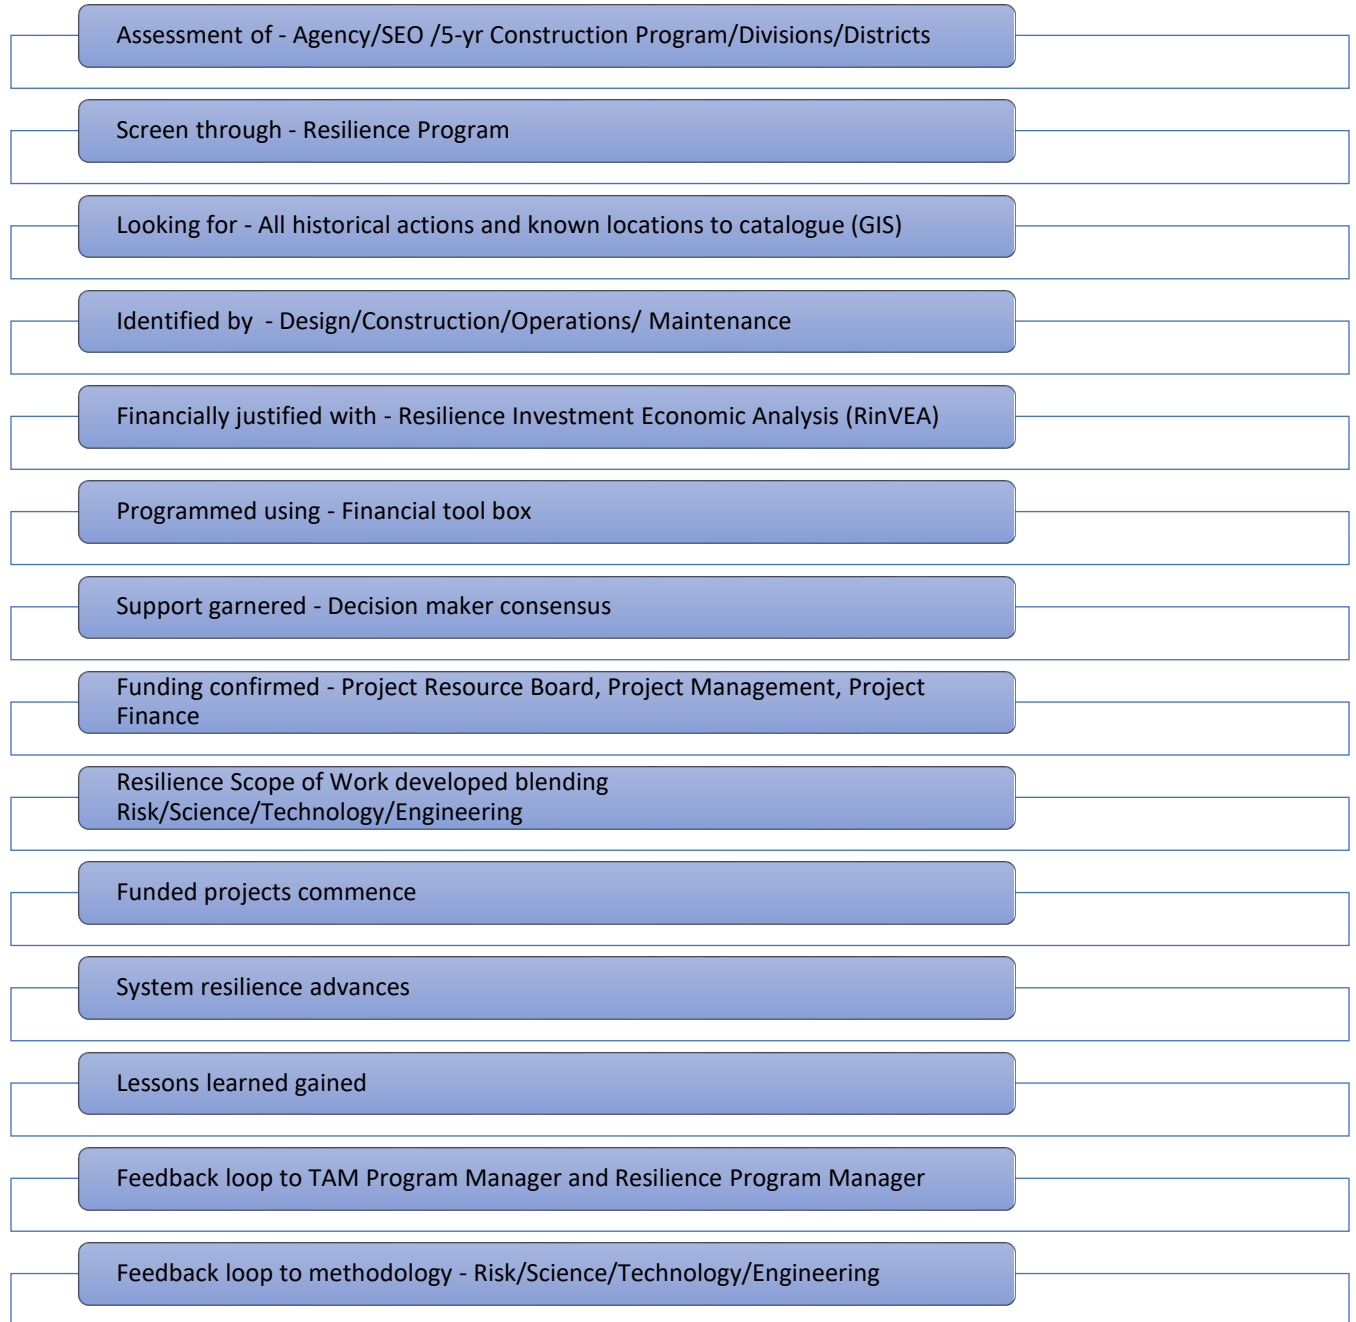 Assessment of - Agency/SEO /5-yr Construction Program/Divisions/Districts
Screen through - Resilience Program
Looking for - All historical actions and known locations to catalogue (GIS)
Identified by  - Design/Construction/Operations/ Maintenance
Financially justified with - Resilience Investment Economic Analysis (RinVEA)
Programmed using - Financial tool box
Support garnered - Decision maker consensus
Funding confirmed - Project Resource Board, Project Management, Project
Finance
Resilience Scope of Work developed blending
Risk/Science/Technology/Engineering
Funded projects commence
System resilience advances
Lessons learned gained
Feedback loop to TAM Program Manager and Resilience Program Manager
Feedback loop to methodology - Risk/Science/Technology/Engineering